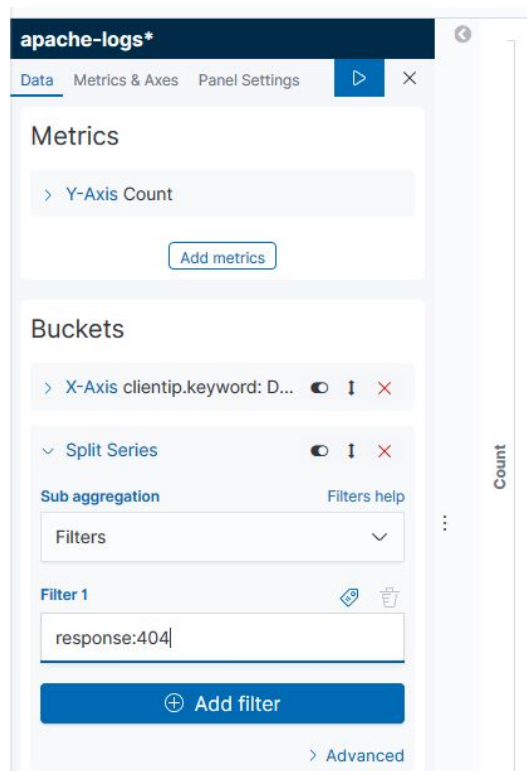 apache-logs*
Data Metrics & Axes Panel Settings
Metrics
Y-Axis Count
Add metrics
Buckets
X-Axis clientip.keyword: D...
Split Series
Sub aggregation Filters help
Filters
Filter 1
response:404
Add filter
Advanced
Count